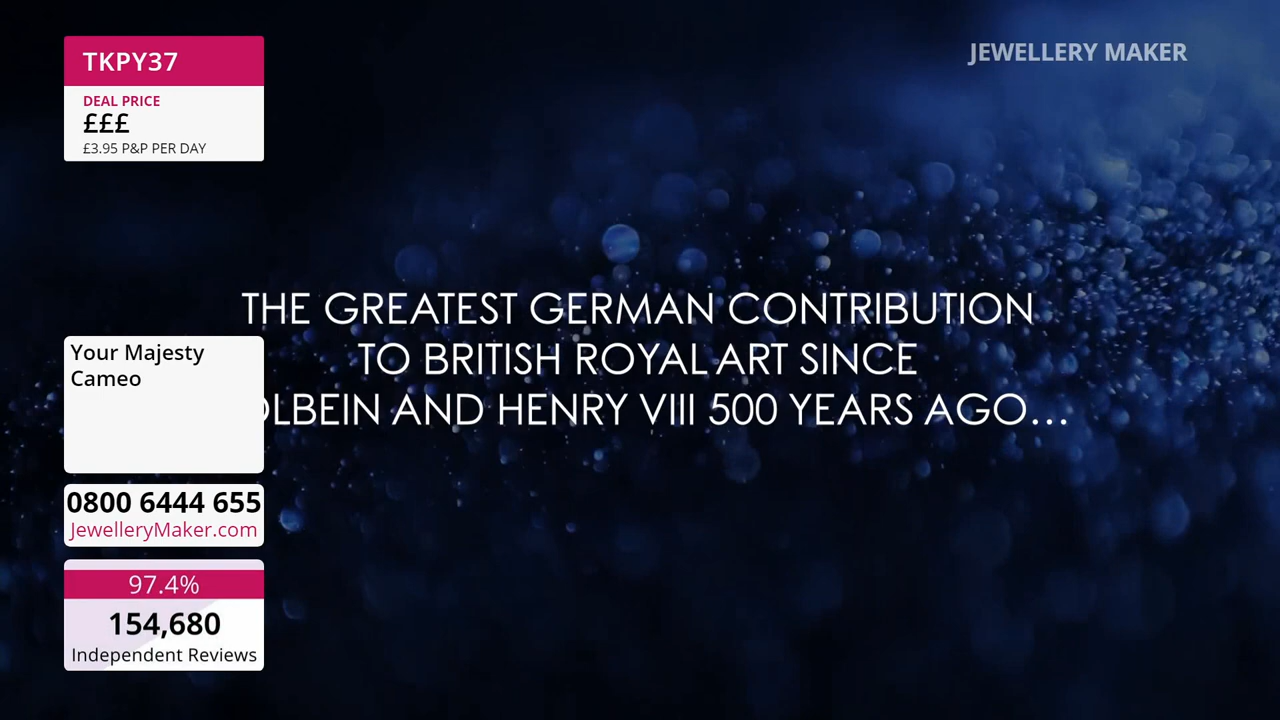 TKPY37
DEAL PRICE
£££
£3.95 P&P PER DAY
JEWELLERY MAKER
THE GREATEST GERMAN CONTRIBUTION
TO BRITISH ROYAL ART SINCE
AND HENRY VIII 500 YEARS AGO...
Your Majesty
Cameo
0800 6444 655
JewelleryMaker.com
97.4%
154,680
Independent Reviews